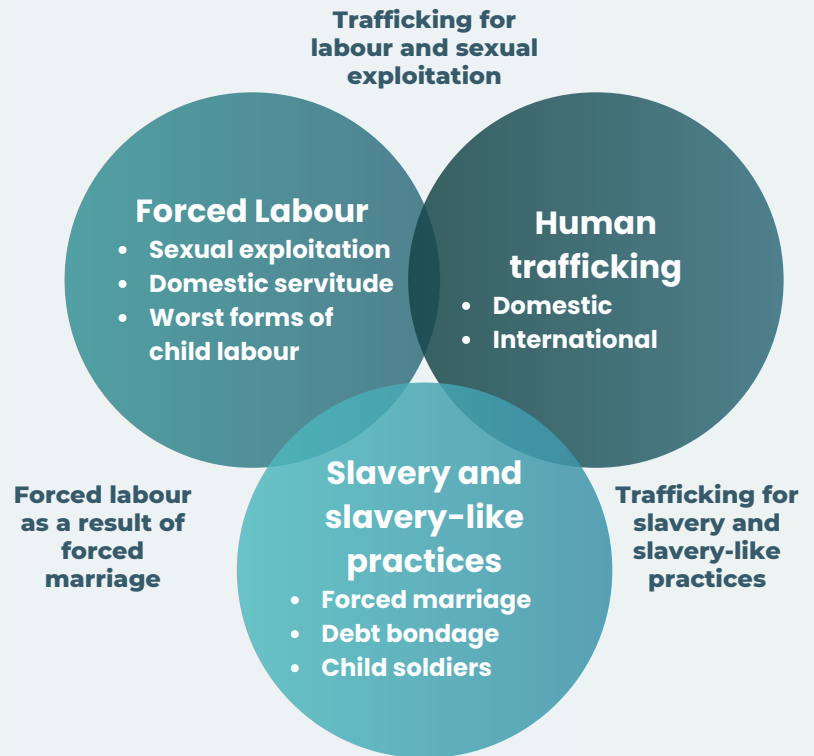 Trafficking for
labour and sexual
exploitation
Forced Labour
• Sexual exploitation
• Domestic servitude
• Worst forms of
child labour
Human
trafficking
• Domestic
• International
Forced labour
as a result of
forced
marriage
Slavery and
slavery-like
practices
• Forced marriage
• Debt bondage
• Child soldiers
Trafficking for
slavery and
slavery-like
practices